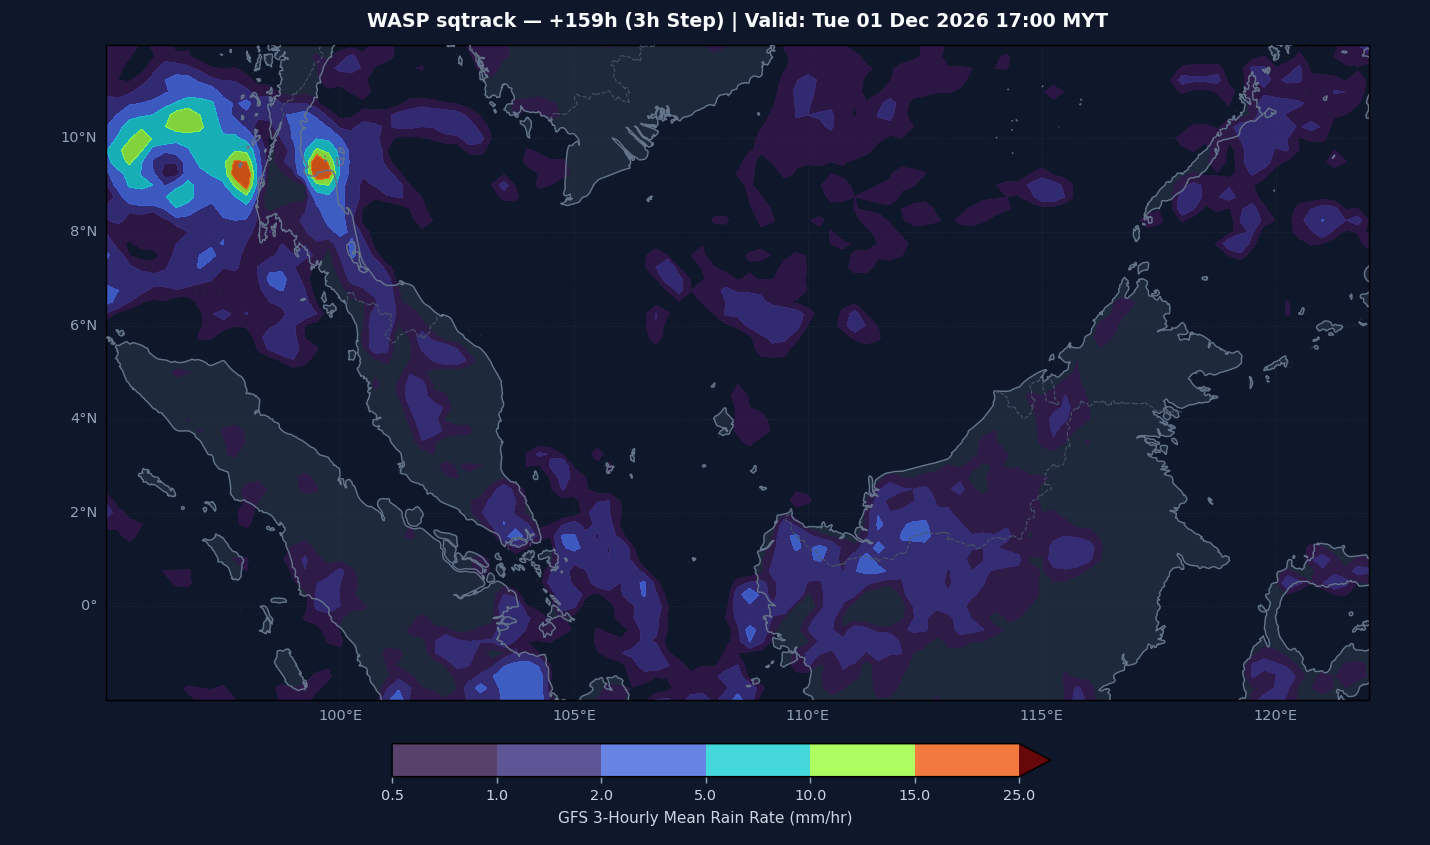 WASP sqtrack — +159h (3h Step) | Valid: Tue 01 Dec 2026 17:00 MYT
10°N
8°N
6°N
4°N
2°N
0°
100°E 105°E 110°E 115°E 120°E
0.5 1.0 2.0 5.0 10.0 15.0 25.0
GFS 3-Hourly Mean Rain Rate (mm/hr)